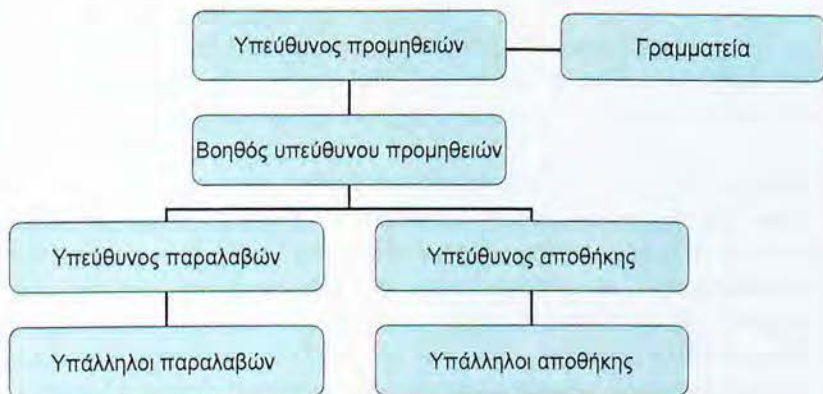 Υπεύθυνος προμηθειών
Γραμματεία
Βοηθός υπεύθυνου προμηθειών
Υπεύθυνος παραλαβών
Υπεύθυνος αποθήκης
Υπάλληλοι παραλαβών
Υπάλληλοι αποθήκης